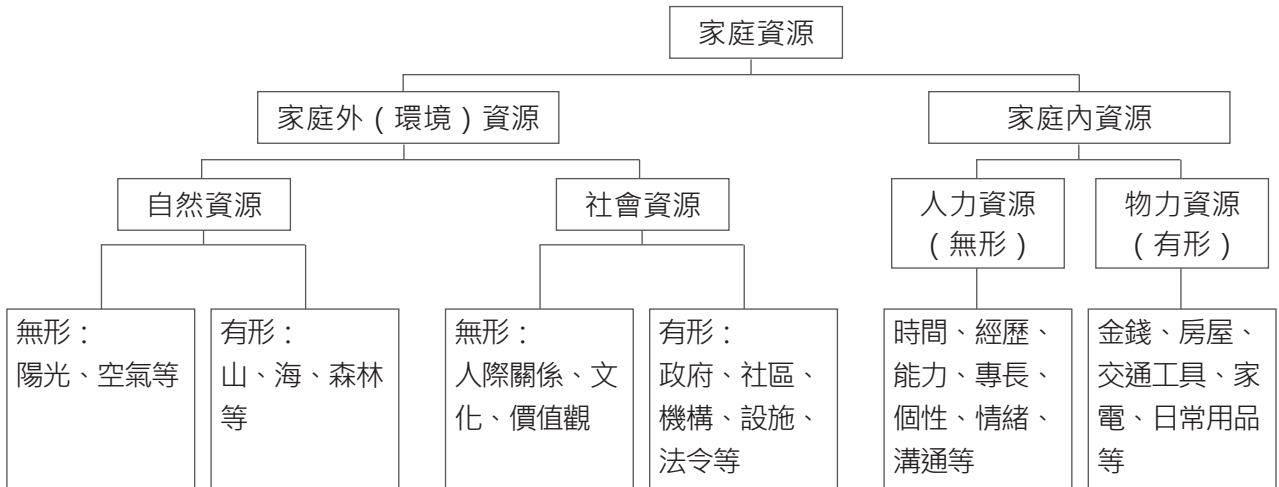 家庭資源
家庭外（環境）資源
家庭內資源
自然資源
社會資源
人力資源
（無形）
物力資源
（有形）
無形：
陽光、空氣等
有形：
山、海、森林
等
無形：
人際關係、文
化、價值觀
有形：
政府、社區、
機構、設施、
法令等
時間、經歷、
能力、專長、
個性、情緒、
溝通等
金錢、房屋、
交通工具、家
電、日常用品
等